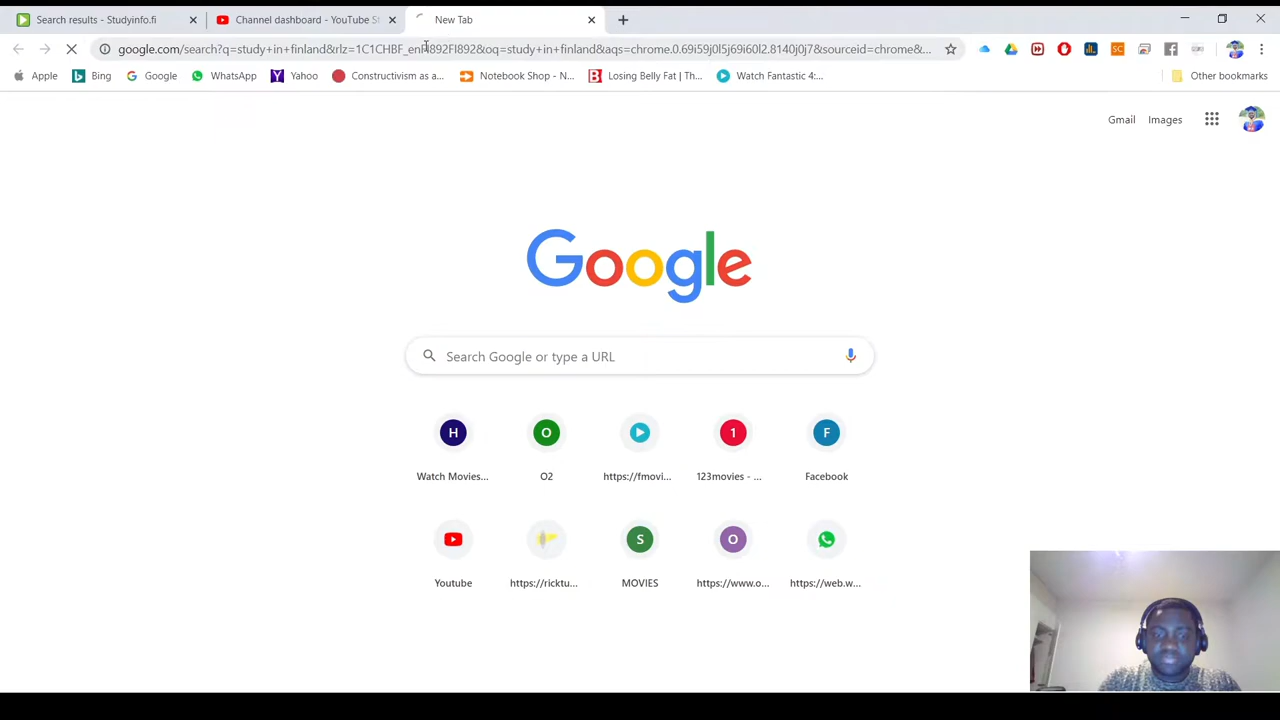 Search results - Studyinfo.fi
Channel dashboard - YouTube St
New Tab
google.com/search?q=study+in+finland&rlz=1C1CHBF_enFI892FI892&oq=study+in+finland&aqs=chrome.0.69i59j0l5j69i60l2.8140j0j7&sourceid=chrome&...
Apple
Bing
Google
WhatsApp
Yahoo
Constructivism as a...
Notebook Shop - N...
Losing Belly Fat | Th...
Watch Fantastic 4:...
Other bookmarks
Gmail
Images
Google
Search Google or type a URL
H
O
1
F
Watch Movies...
O2
https://fmovi...
123movies - ...
Facebook
S
O
Youtube
https://ricktu...
MOVIES
https://www.o...
https://web.w...